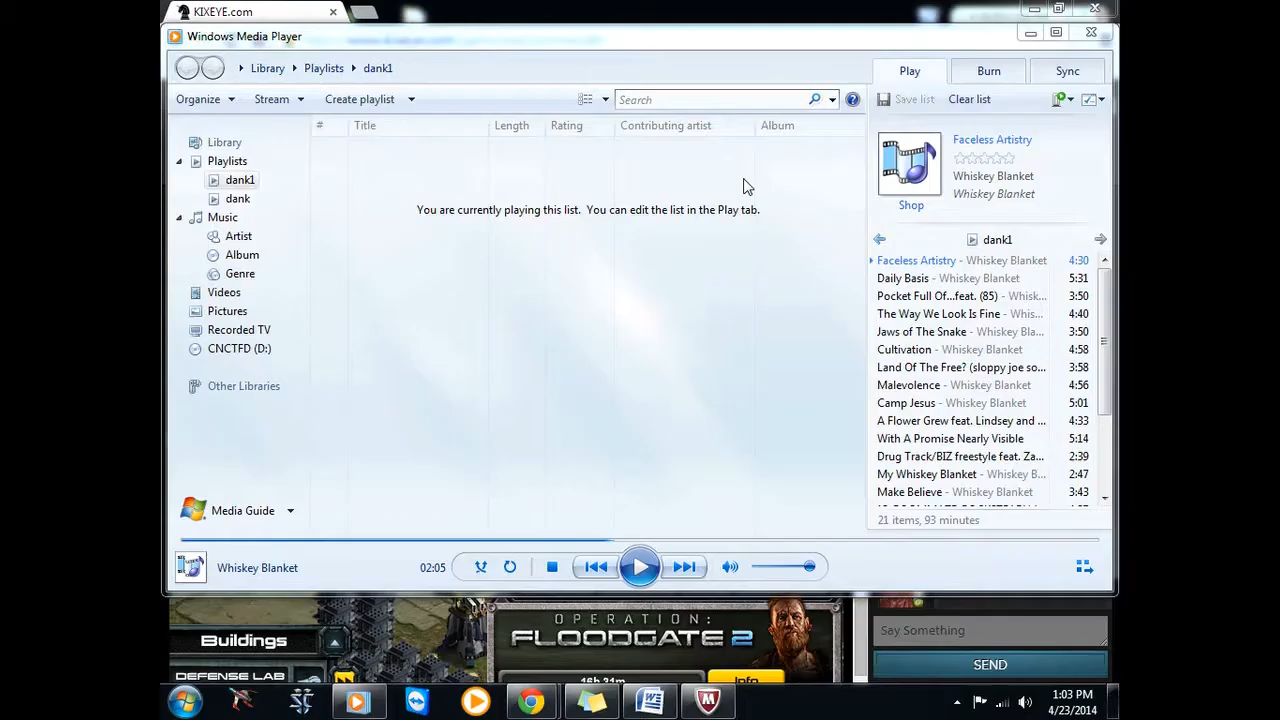 KIXEYE.com
Windows Media Player
Library Playlists dank1
Play Burn Sync
Organize Stream Create playlist Search Save list Clear list
# Title Length Rating Contributing artist Album
Library
Playlists
dank1
dank
Music
Artist
Album
Genre
Videos
Pictures
Recorded TV
CNCTFD (D:)
Other Libraries
Media Guide
You are currently playing this list. You can edit the list in the Play tab.
Faceless Artistry
Whiskey Blanket
Whiskey Blanket
Shop
dank1
Faceless Artistry - Whiskey Blanket 4:30
Daily Basis - Whiskey Blanket 5:31
Pocket Full Of...feat. (85) - Whisk... 3:50
The Way We Look Is Fine - Whis... 4:40
Jaws of The Snake - Whiskey Blanket 3:50
Cultivation - Whiskey Blanket 4:58
Land Of The Free? (sloppy joe so... 3:58
Malevolence - Whiskey Blanket 4:56
Camp Jesus - Whiskey Blanket 5:01
A Flower Grew feat. Lindsey and ... 4:33
With A Promise Nearly Visible 5:14
Drug Track/BIZ freestyle feat. Za... 2:39
My Whiskey Blanket - Whiskey B... 2:47
Make Believe - Whiskey Blanket 3:43
21 items, 93 minutes
Whiskey Blanket 02:05
Buildings
DEFENSE LAB
OPERATION:
FLOODGATE 2
16h 31m
Info
Say Something
SEND
1:03 PM
4/23/2014